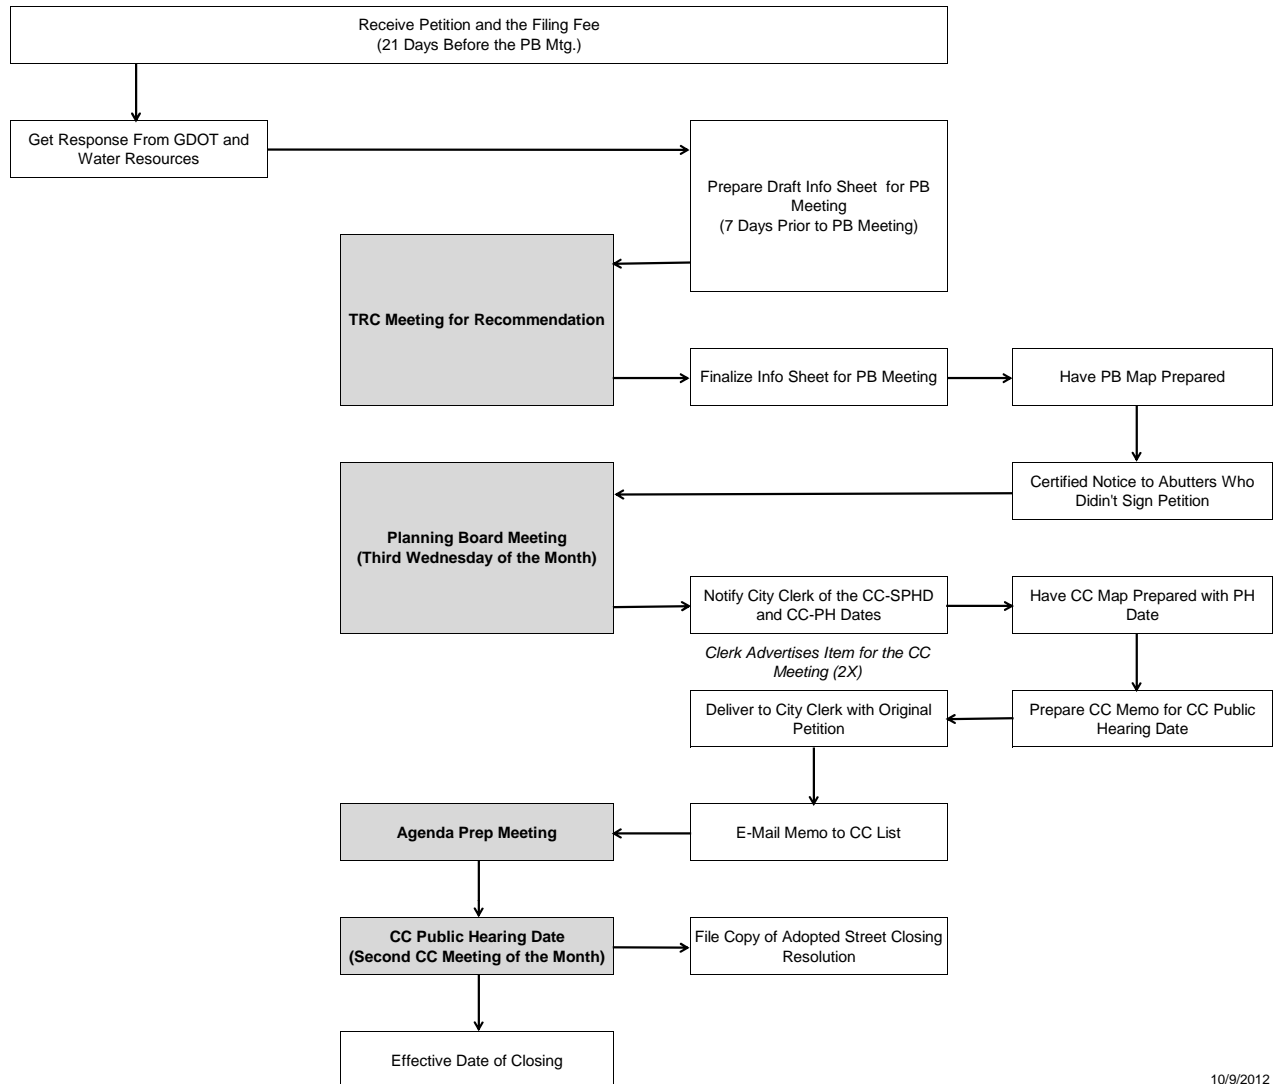 Receive Petition and the Filing Fee
(21 Days Before the PB Mtg.)
Get Response From GDOT and
Water Resources
Prepare Draft Info Sheet for PB
Meeting
(7 Days Prior to PB Meeting)
TRC Meeting for Recommendation
Finalize Info Sheet for PB Meeting
Have PB Map Prepared
Certified Notice to Abutters Who
Didin't Sign Petition
Planning Board Meeting
(Third Wednesday of the Month)
Notify City Clerk of the CC-SPHD
and CC-PH Dates
Have CC Map Prepared with PH
Date
Clerk Advertises Item for the CC
Meeting (2X)
Prepare CC Memo for CC Public
Hearing Date
Deliver to City Clerk with Original
Petition
E-Mail Memo to CC List
Agenda Prep Meeting
CC Public Hearing Date
(Second CC Meeting of the Month)
File Copy of Adopted Street Closing
Resolution
Effective Date of Closing
10/9/2012